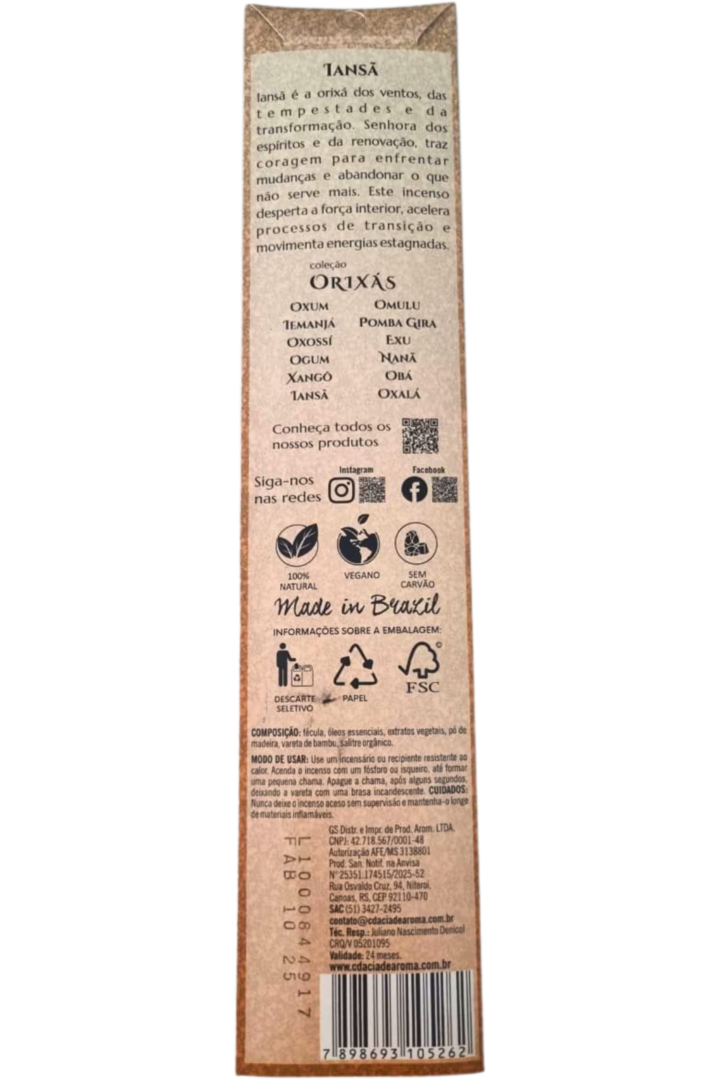 Iansã
Iansã é a orixá dos ventos, das
tempestades e da
transformação. Senhora dos
espíritos e da renovação, traz
coragem para enfrentar
mudanças e abandonar o que
não serve mais. Este incenso
desperta a força interior, acelera
processos de transição e
movimenta energias estagnadas.
coleção
Orixás
Oxum Omulu
Iemanjá Pomba Gira
Oxossí Exu
Ogum Nanã
Xangô Obá
Iansã Oxalá
Conheça todos os
nossos produtos
Instagram Facebook
Siga-nos
nas redes
100%
NATURAL
VEGANO
SEM
CARVÃO
Made in Brazil
INFORMAÇÕES SOBRE A EMBALAGEM:
DESCARTE
SELETIVO
PAPEL
©
FSC
COMPOSIÇÃO: fécula, óleos essenciais, extratos vegetais, pó de
madeira, vareta de bambu, salitre orgânico.
MODO DE USAR: Use um incensário ou recipiente resistente ao
calor. Acenda o incenso com um fósforo ou isqueiro, até formar
uma pequena chama. Apague a chama, após alguns segundos,
deixando a vareta com uma brasa incandescente. CUIDADOS:
Nunca deixe o incenso aceso sem supervisão e mantenha-o longe
de materiais inflamáveis.
GS Distr. e Impr. de Prod. Arom. LTDA.
CNPJ: 42.718.567/0001-48
Autorização AFE/MS 3138801
Prod. San. Notif. na Anvisa
N° 25351.174515/2025-52
Rua Osvaldo Cruz, 94, Niteroi,
Canoas, RS, CEP 92110-470
SAC (51) 3427-2495
contato@cdaciadearoma.com.br
Téc. Resp.: Juliano Nascimento Denical
CRQ/V 05201095
Validade: 24 meses.
www.cdaciadearoma.com.br
L 1000844917
FAB 10 25
7 898693 105262